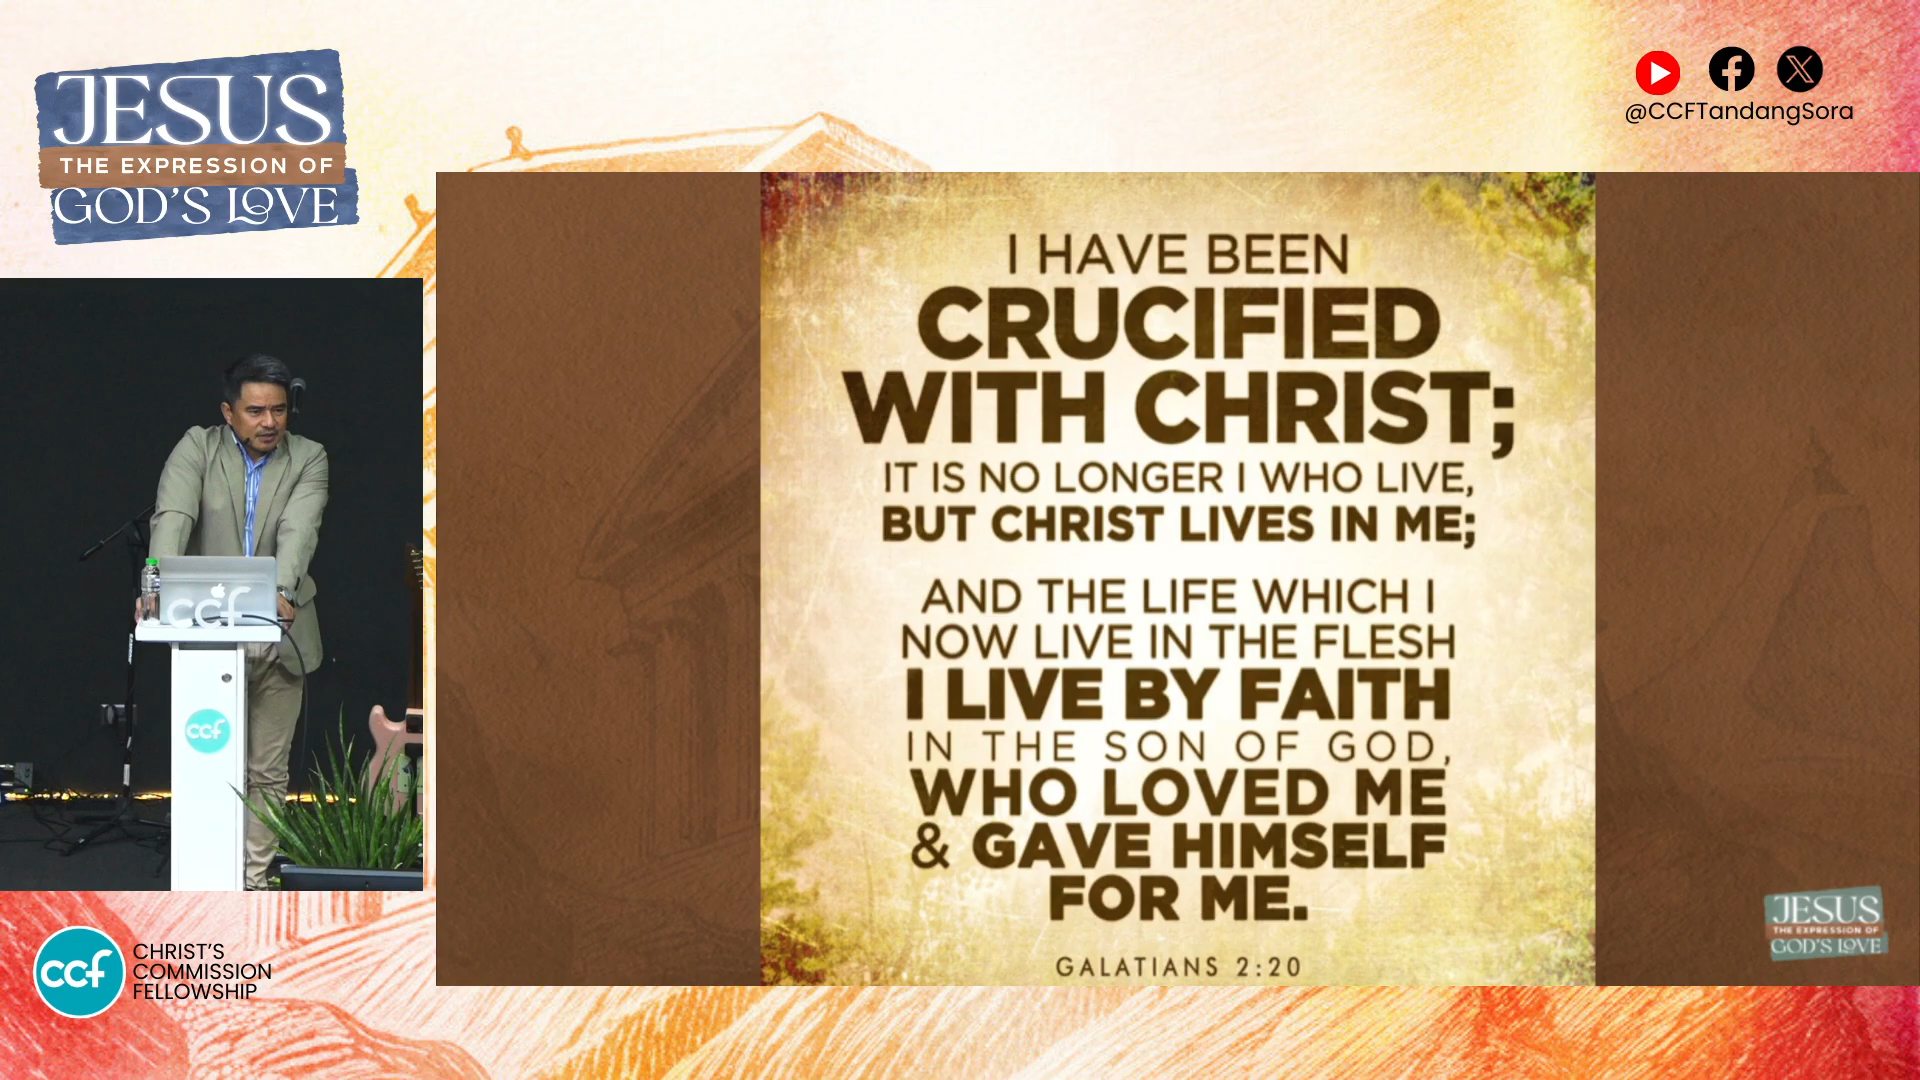 JESUS
THE EXPRESSION OF
GOD'S LOVE
@CCFTandangSora
I HAVE BEEN
CRUCIFIED
WITH CHRIST;
IT IS NO LONGER I WHO LIVE,
BUT CHRIST LIVES IN ME;
AND THE LIFE WHICH I
NOW LIVE IN THE FLESH
I LIVE BY FAITH
IN THE SON OF GOD,
WHO LOVED ME
& GAVE HIMSELF
FOR ME.
GALATIANS 2:20
JESUS
THE EXPRESSION OF
GOD'S LOVE
ccf
ccf
ccf
CHRIST'S
COMMISSION
FELLOWSHIP